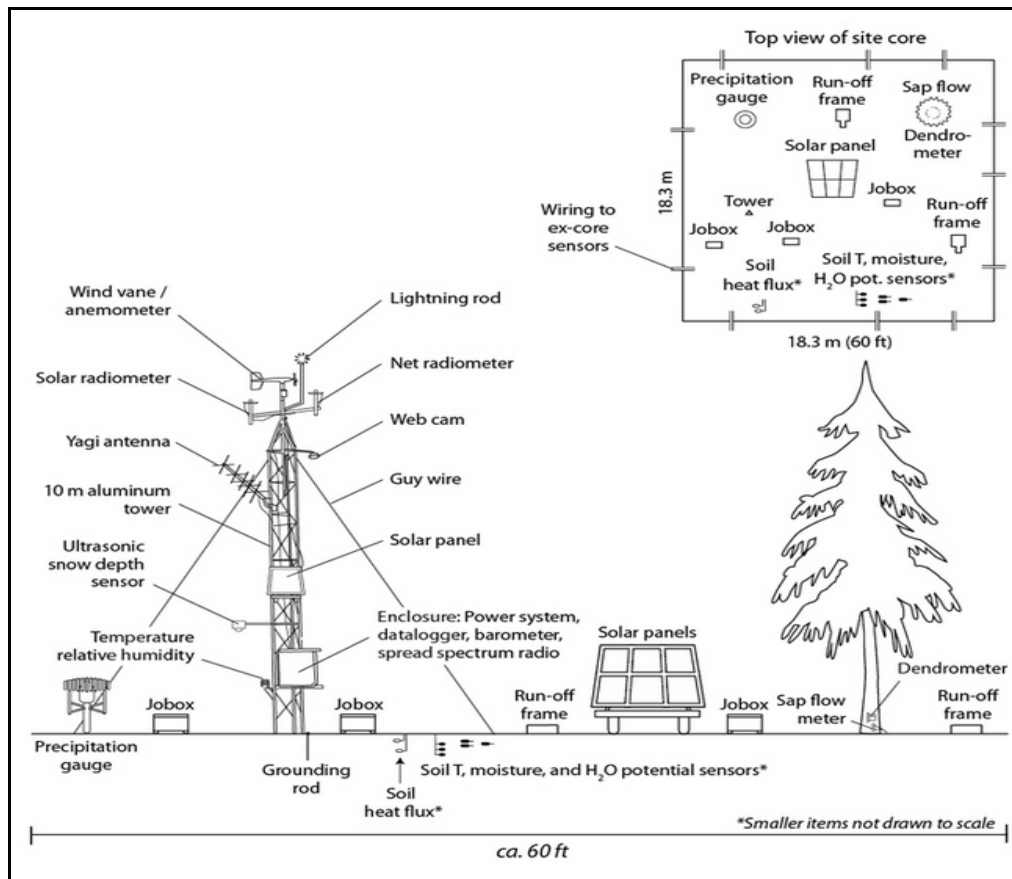 Top view of site core
Precipitation
gauge
Run-off
frame
Sap flow
Dendro-
meter
Solar panel
18.3 m
Jobox
Tower
Run-off
frame
Wiring to
ex-core
sensors
Jobox
Jobox
Soil
heat flux*
Soil T, moisture,
H₂O pot. sensors*
18.3 m (60 ft)
Wind vane /
anemometer
Lightning rod
Solar radiometer
Net radiometer
Web cam
Yagi antenna
Guy wire
10 m aluminum
tower
Solar panel
Ultrasonic
snow depth
sensor
Enclosure: Power system,
datalogger, barometer,
spread spectrum radio
Temperature
relative humidity
Solar panels
Dendrometer
Jobox
Jobox
Run-off
frame
Jobox
Sap flow
meter
Run-off
frame
Precipitation
gauge
Grounding
rod
Soil
heat flux*
Soil T, moisture, and H₂O potential sensors*
*Smaller items not drawn to scale
ca. 60 ft